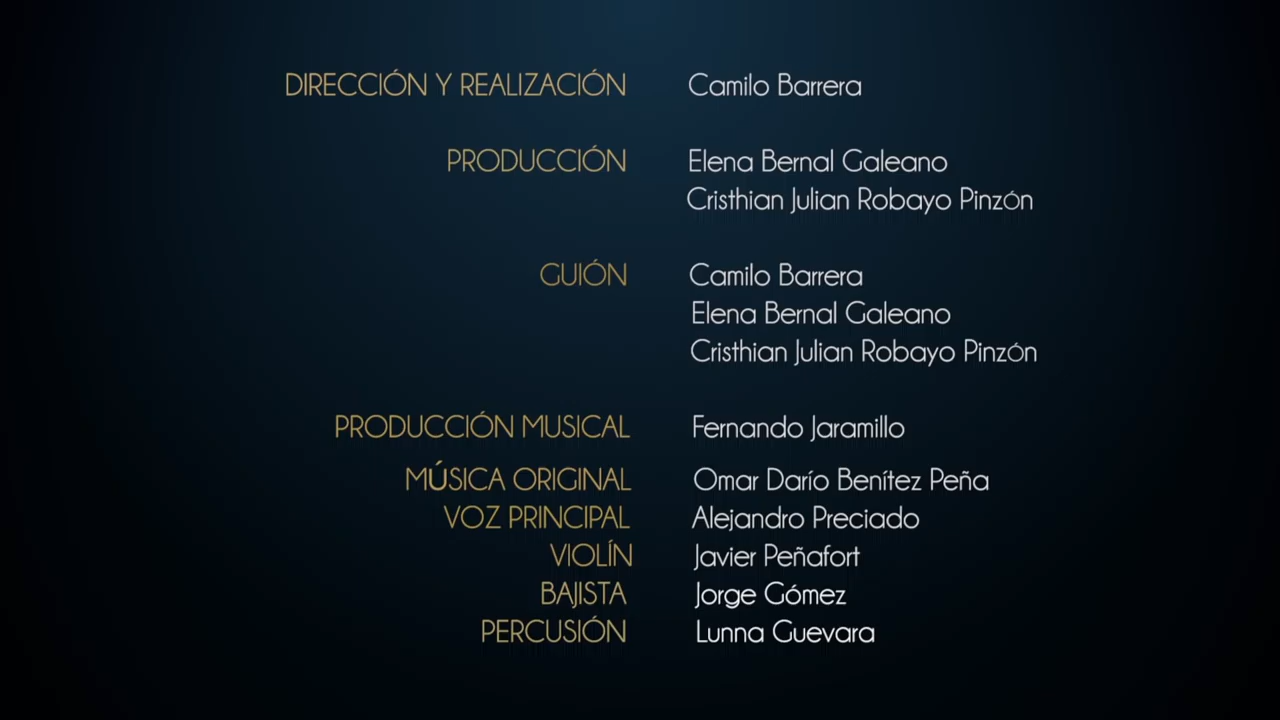 DIRECCIÓN Y REALIZACIÓN Camilo Barrera
PRODUCCIÓN Elena Bernal Galeano
Cristhian Julian Robayo Pinzón
GUIÓN Camilo Barrera
Elena Bernal Galeano
Cristhian Julian Robayo Pinzón
PRODUCCIÓN MUSICAL Fernando Jaramillo
MÚSICA ORIGINAL Omar Darío Benítez Peña
VOZ PRINCIPAL Alejandro Preciado
VIOLÍN Javier Peñafort
BAJISTA Jorge Gómez
PERCUSIÓN Lunna Guevara